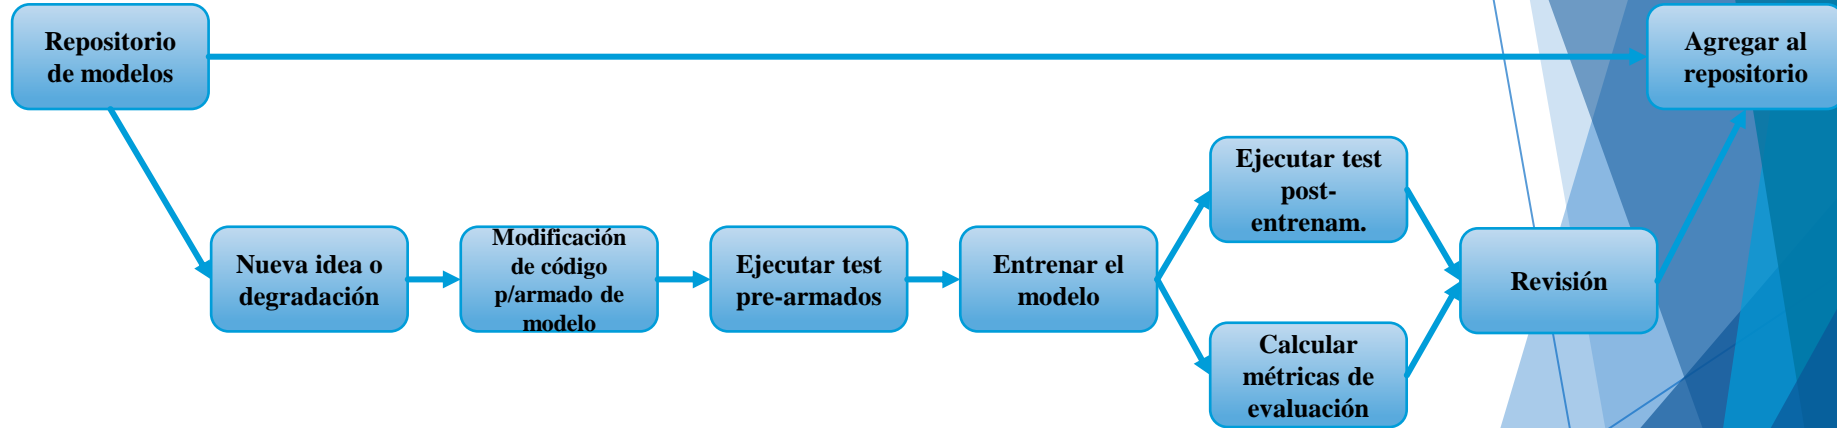 Repositorio
de modelos
Agregar al
repositorio
Nueva idea o
degradación
Modificación
de código
p/armado de
modelo
Ejecutar test
pre-armados
Entrenar el
modelo
Ejecutar test
post-
entrenam.
Calcular
métricas de
evaluación
Revisión